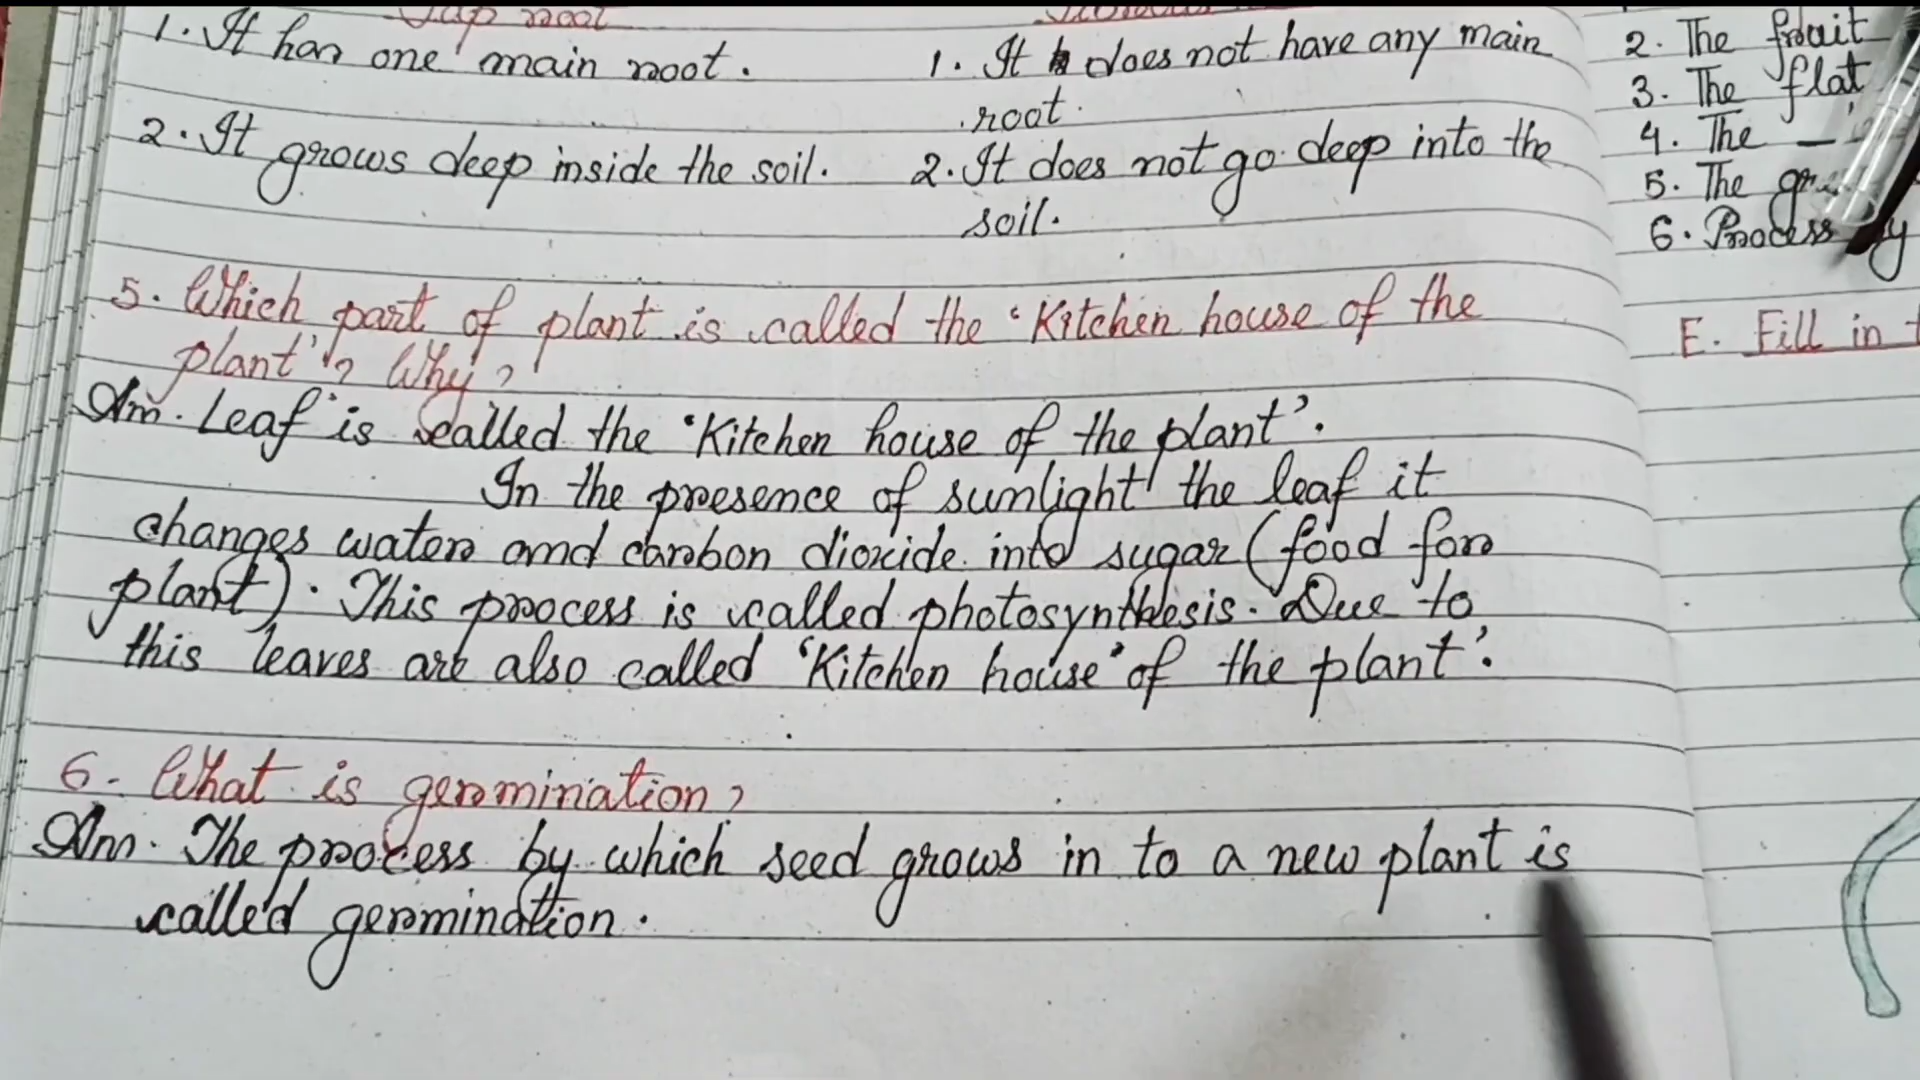 Tap root
1. It has one main root.
1. It does not have any main
root.
2. It grows deep inside the soil.
2. It does not go deep into the
soil.
5. Which part of plant is called the 'Kitchen house of the
plant'? Why?
Ans. Leaf is called the 'Kitchen house of the plant'.
In the presence of sunlight the leaf it
changes water and carbon dioxide into sugar (food for
plant). This process is called photosynthesis. Due to
this leaves are also called 'Kitchen house' of the plant'.
6. What is germination?
Ans. The process by which seed grows in to a new plant is
called germination.
2. The fruit
3. The flat
4. The
5. The
6. Process by
E. Fill in